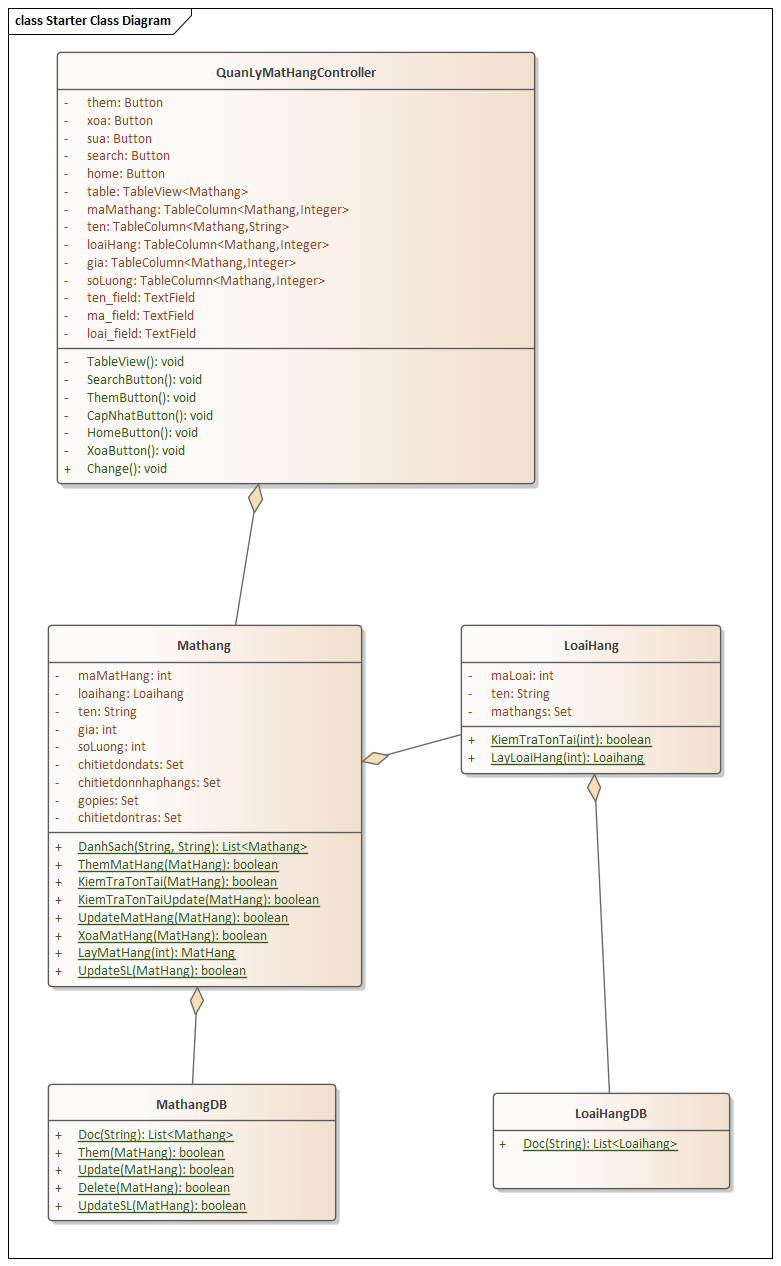 class Starter Class Diagram
QuanLyMatHangController
- them: Button
- xoa: Button
- sua: Button
- search: Button
- home: Button
- table: TableView<Mathang>
- maMathang: TableColumn<Mathang,Integer>
- ten: TableColumn<Mathang,String>
- loaiHang: TableColumn<Mathang,Integer>
- gia: TableColumn<Mathang,Integer>
- soLuong: TableColumn<Mathang,Integer>
- ten_field: TextField
- ma_field: TextField
- loai_field: TextField
- TableView(): void
- SearchButton(): void
- ThemButton(): void
- CapNhatButton(): void
- HomeButton(): void
- XoaButton(): void
+ Change(): void
Mathang
- maMatHang: int
- loaihang: Loaihang
- ten: String
- gia: int
- soLuong: int
- chitietdondats: Set
- chitietdonnhaphangs: Set
- gopies: Set
- chitietdontras: Set
+ DanhSach(String, String): List<Mathang>
+ ThemMatHang(MatHang): boolean
+ KiemTraTonTai(MatHang): boolean
+ KiemTraTonTaiUpdate(MatHang): boolean
+ UpdateMatHang(MatHang): boolean
+ XoaMatHang(MatHang): boolean
+ LayMatHang(int): MatHang
+ UpdateSL(MatHang): boolean
LoaiHang
- maLoai: int
- ten: String
- mathangs: Set
+ KiemTraTonTai(int): boolean
+ LayLoaiHang(int): Loaihang
MathangDB
+ Doc(String): List<Mathang>
+ Them(MatHang): boolean
+ Update(MatHang): boolean
+ Delete(MatHang): boolean
+ UpdateSL(MatHang): boolean
LoaiHangDB
+ Doc(String): List<Loaihang>